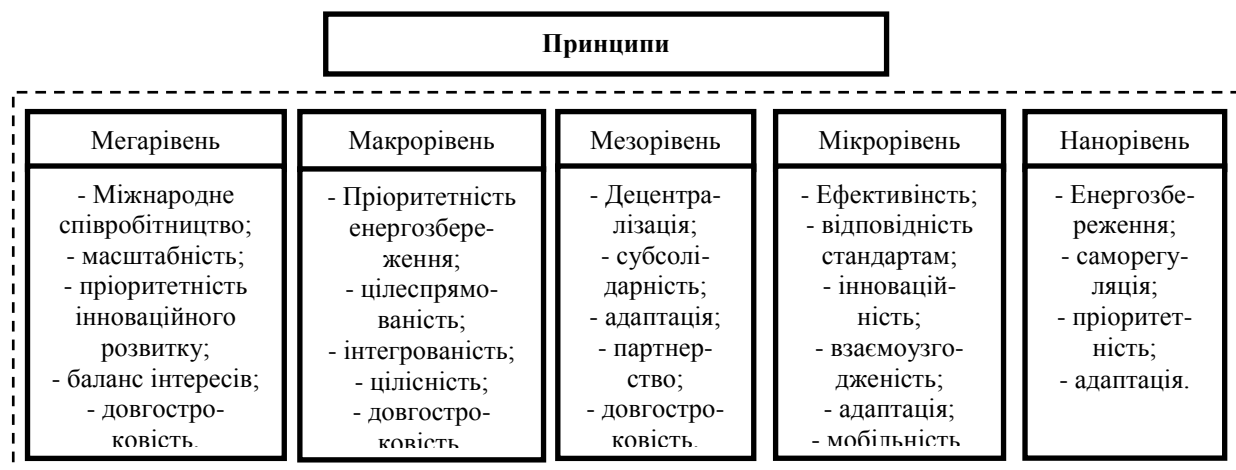 Принципи
Мегарівень
- Міжнародне
співробітництво;
- масштабність;
- пріоритетність
інноваційного
розвитку;
- баланс інтересів;
- довгостро-
ковість.
Макрорівень
- Пріоритетність
енергозбере-
ження;
- цілеспрямо-
ваність;
- інтегрованість;
- цілісність;
- довгостро-
ковість
Мезорівень
- Децентра-
лізація;
- субсолі-
дарність;
- адаптація;
- партнер-
ство;
- довгостро-
ковість.
Мікрорівень
- Ефективінсть;
- відповідність
стандартам;
- інновацій-
ність;
- взаємоузго-
дженість;
- адаптація;
- мобільність
Нанорівень
- Енергозбе-
реження;
- саморегу-
ляція;
- пріоритет-
ність;
- адаптація.